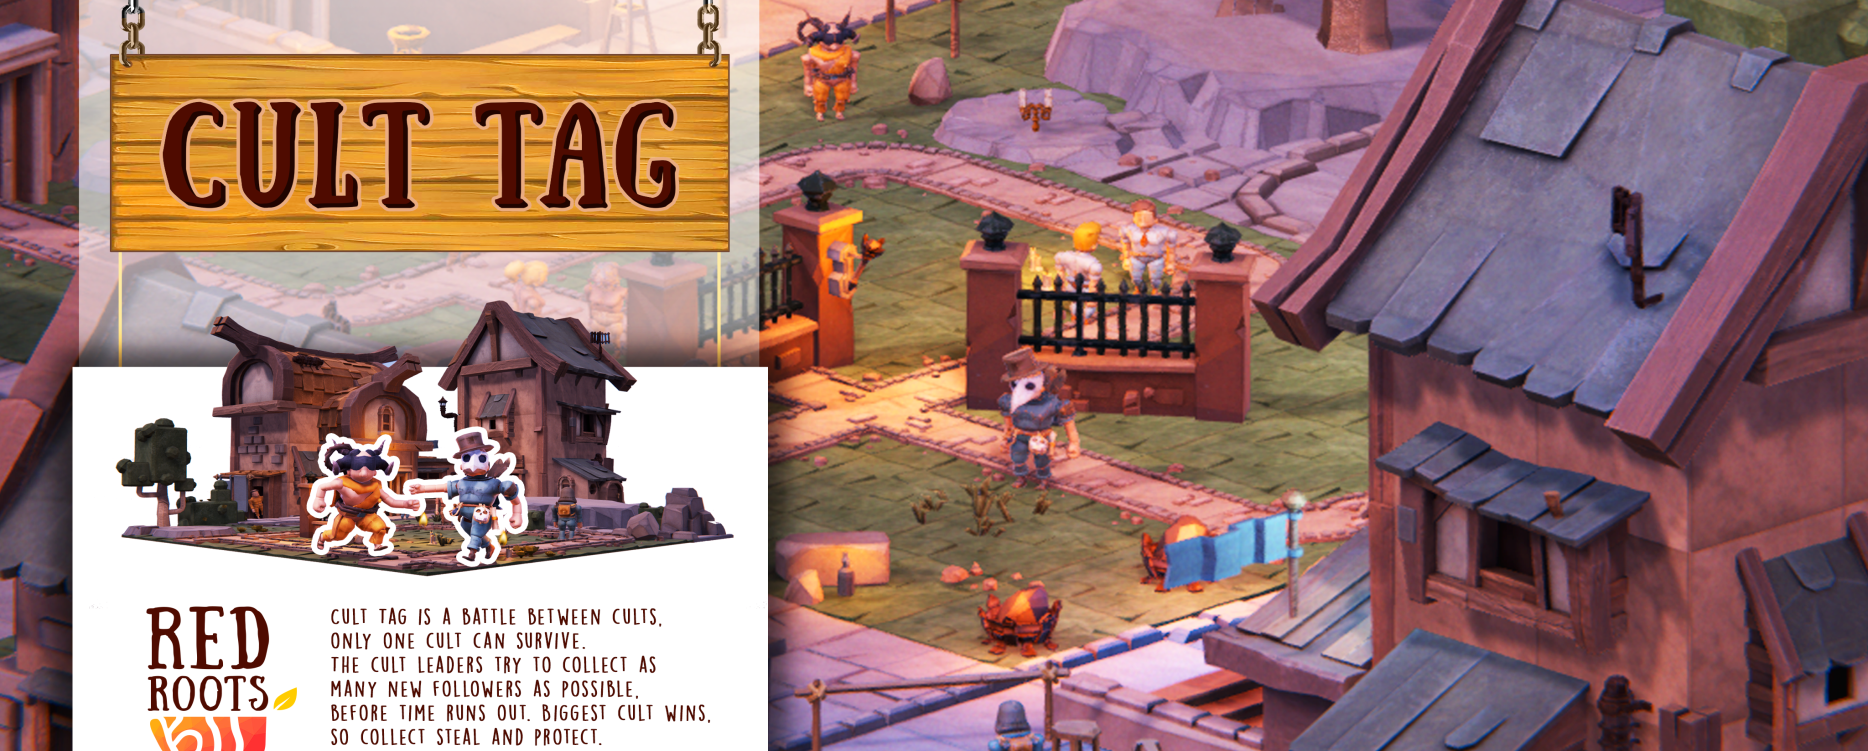 CULT TAG
RED
ROOTS
CULT TAG IS A BATTLE BETWEEN CULTS,
ONLY ONE CULT CAN SURVIVE.
THE CULT LEADERS TRY TO COLLECT AS
MANY NEW FOLLOWERS AS POSSIBLE,
BEFORE TIME RUNS OUT. BIGGEST CULT WINS,
SO COLLECT STEAL AND PROTECT.